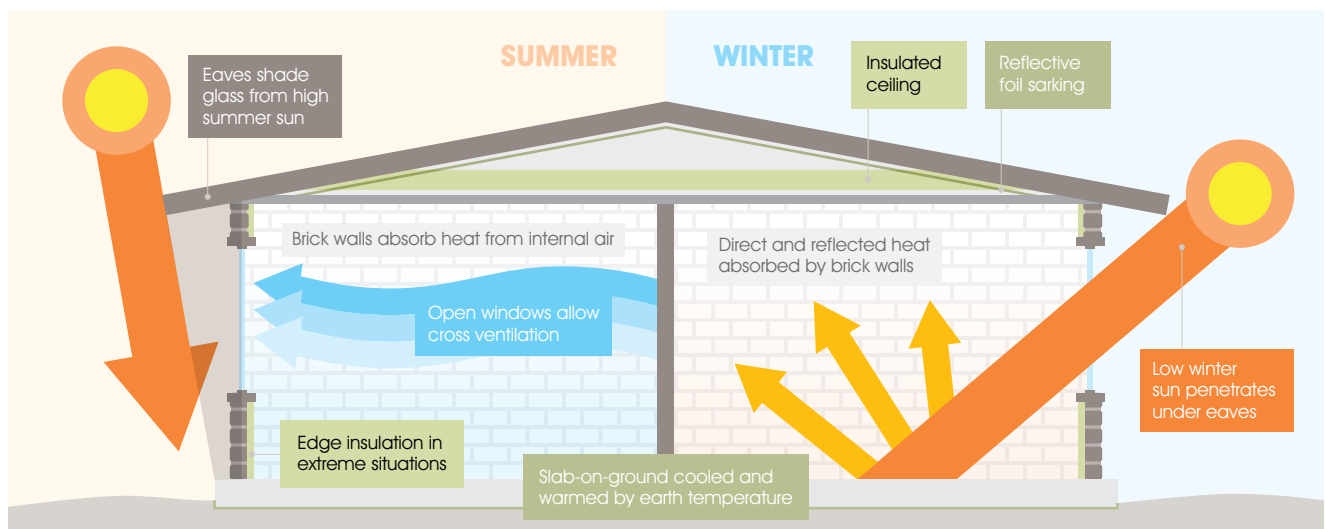 SUMMER
WINTER
Eaves shade
glass from high
summer sun
Insulated
ceiling
Reflective
foil sarking
Brick walls absorb heat from internal air
Direct and reflected heat
absorbed by brick walls
Open windows allow
cross ventilation
Low winter
sun penetrates
under eaves
Edge insulation in
extreme situations
Slab-on-ground cooled and
warmed by earth temperature